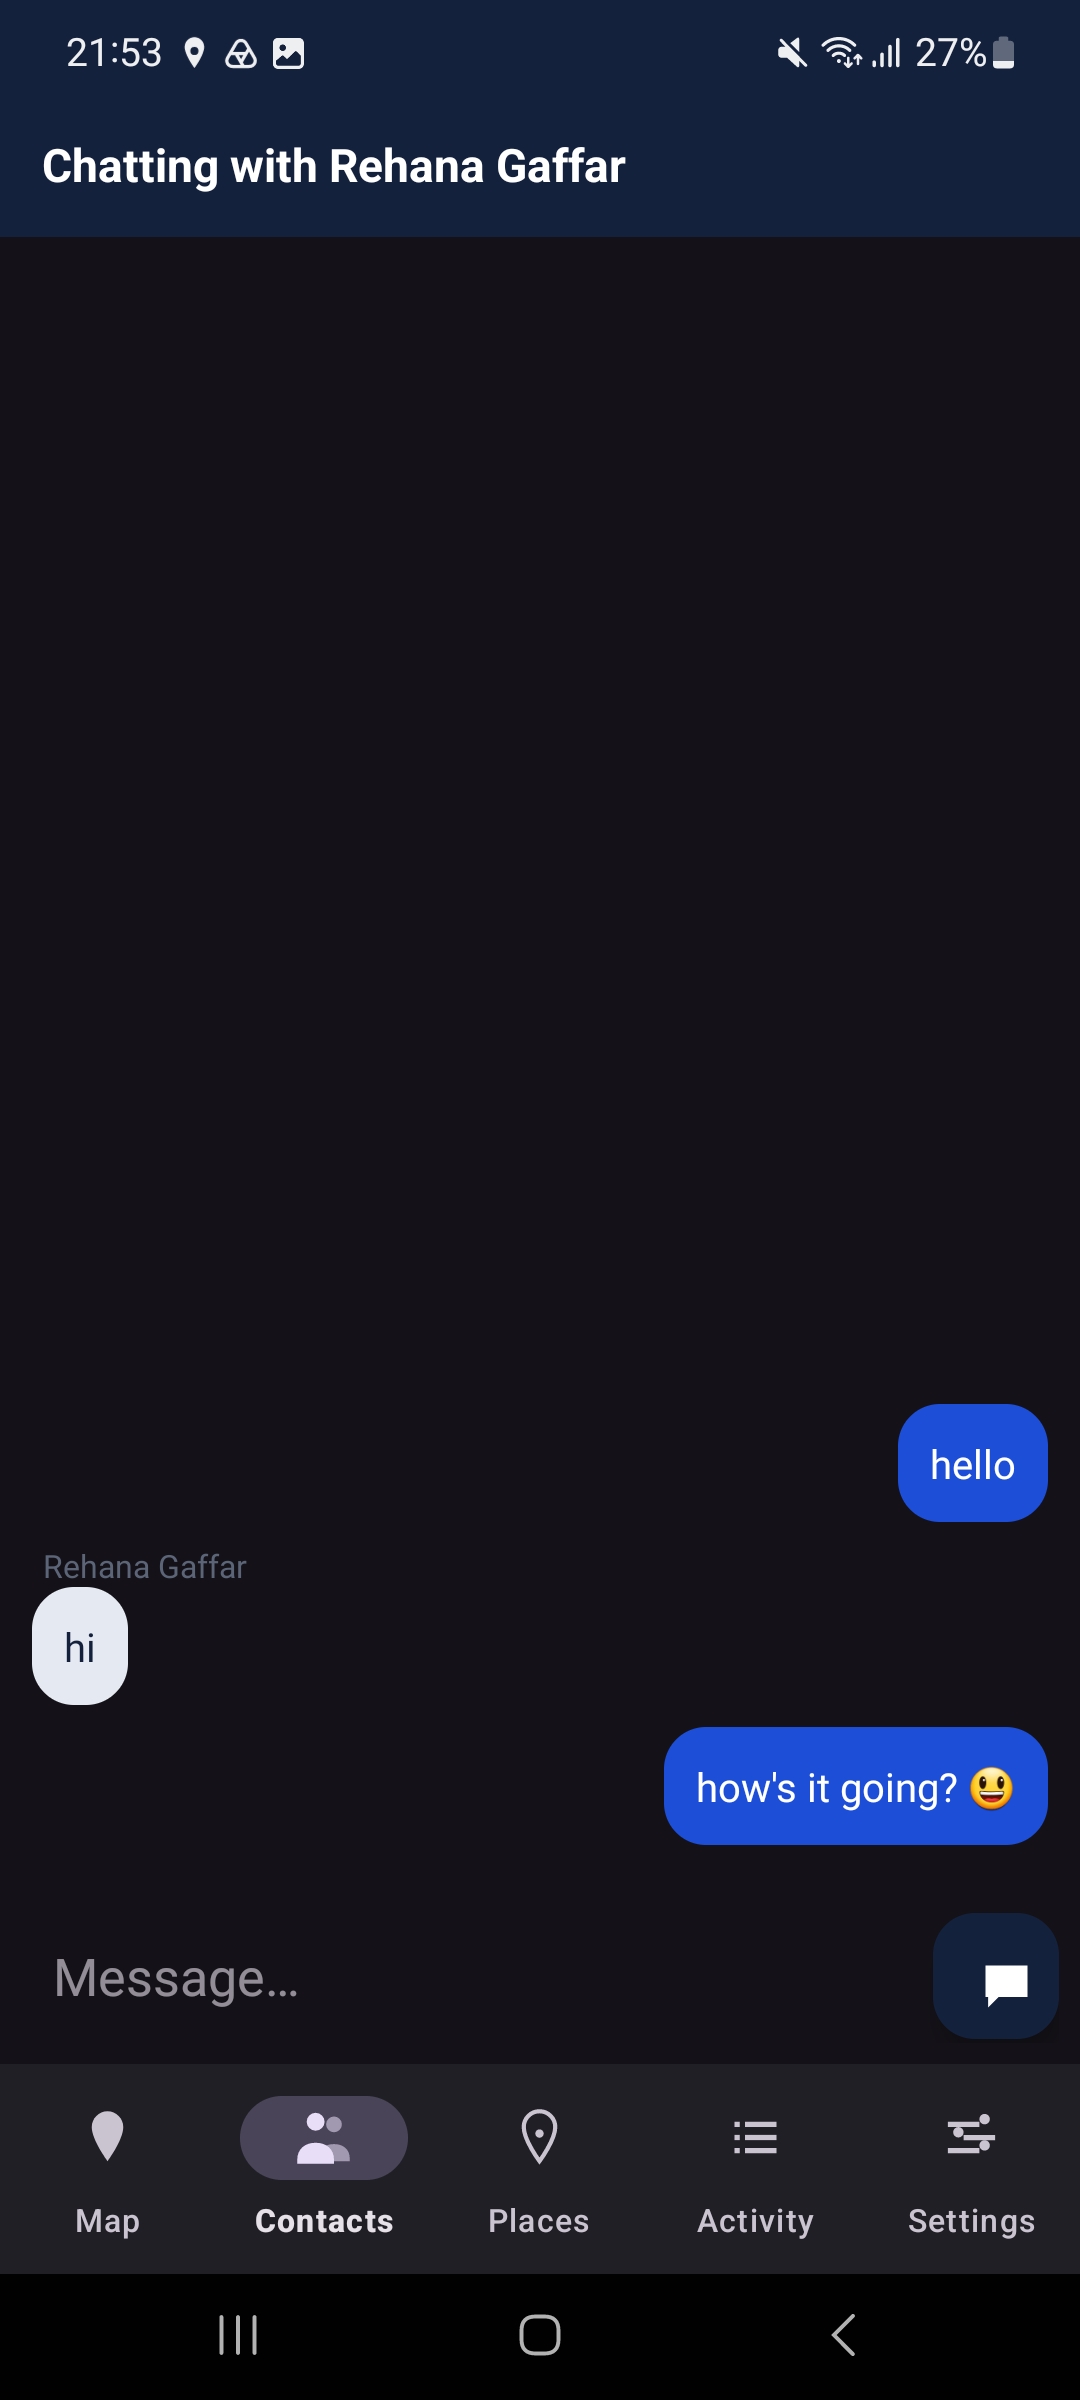 21:53 27%
Chatting with Rehana Gaffar
hello
Rehana Gaffar
hi
how's it going? 😃
Message…
Map Contacts Places Activity Settings